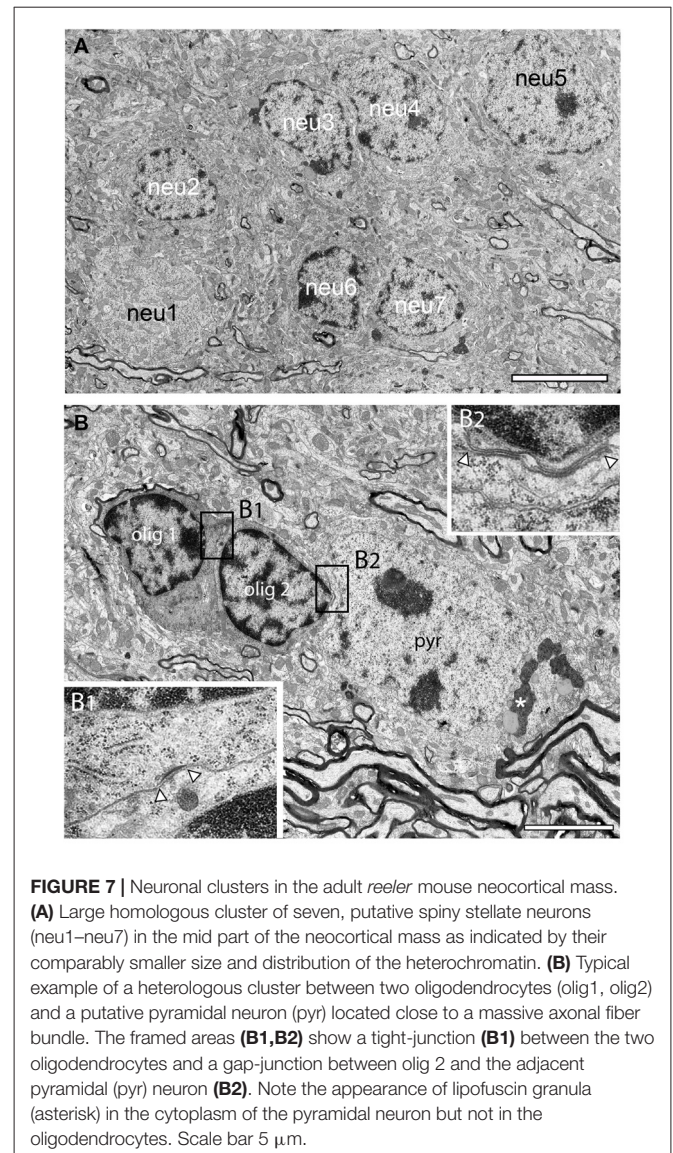 A
neu5
neu3
neu4
neu2
neu6
neu7
neu1
B
B2
B1
olig 1
B2
olig 2
pyr
*
B1
FIGURE 7 | Neuronal clusters in the adult reeler mouse neocortical mass.
(A) Large homologous cluster of seven, putative spiny stellate neurons
(neu1–neu7) in the mid part of the neocortical mass as indicated by their
comparably smaller size and distribution of the heterochromatin. (B) Typical
example of a heterologous cluster between two oligodendrocytes (olig1, olig2)
and a putative pyramidal neuron (pyr) located close to a massive axonal fiber
bundle. The framed areas (B1,B2) show a tight-junction (B1) between the two
oligodendrocytes and a gap-junction between olig 2 and the adjacent
pyramidal (pyr) neuron (B2). Note the appearance of lipofuscin granula
(asterisk) in the cytoplasm of the pyramidal neuron but not in the
oligodendrocytes. Scale bar 5 μm.